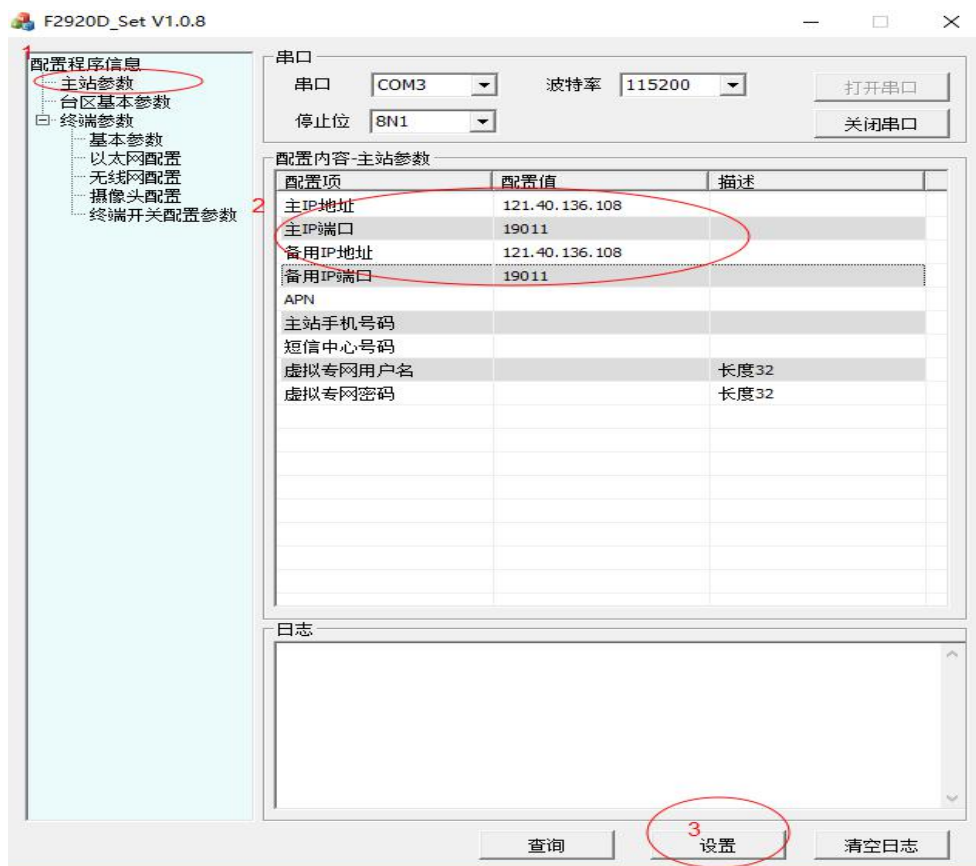 F2920D_Set V1.0.8
1
配置程序信息
主站参数
台区基本参数
终端参数
基本参数
以太网配置
无线网配置
摄像头配置
终端开关配置参数
串口
串口 COM3 波特率 115200 打开串口
停止位 8N1 关闭串口
配置内容-主站参数
配置项 配置值 描述
2
主IP地址 121.40.136.108
主IP端口 19011
备用IP地址 121.40.136.108
备用IP端口 19011
APN
主站手机号码
短信中心号码
虚拟专网用户名 长度32
虚拟专网密码 长度32
日志
3
查询 设置 清空日志